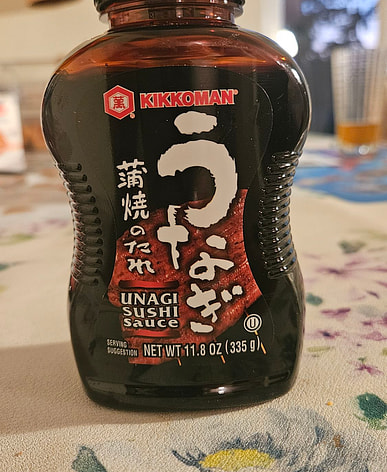 萬
KIKKOMAN®
うなぎ
蒲焼のたれ
UNAGI
SUSHI
sauce
SERVING
SUGGESTION
NET WT 11.8 OZ (335 g)
U